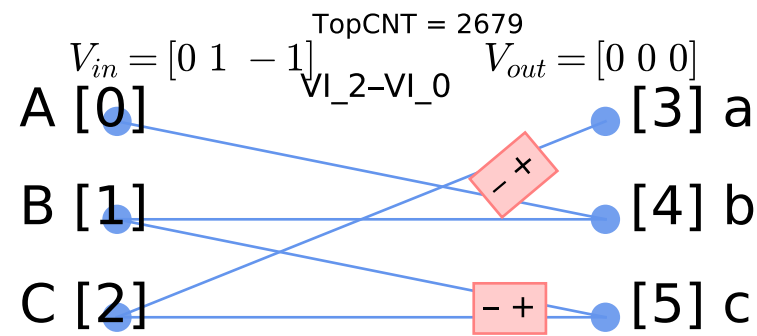 TopCNT = 2679
V_in = [0 1 − 1] V_out = [0 0 0]
VI_2–VI_0
A [0] [3] a
− +
B [1] [4] b
C [2] − + [5] c